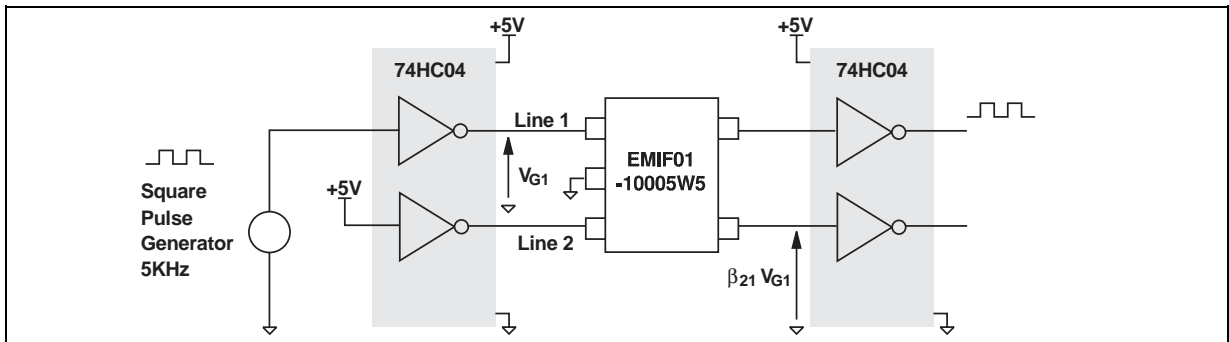 +5V
+5V
74HC04
74HC04
Line 1
EMIF01
-10005W5
VG1
Square
Pulse
Generator
5KHz
+5V
Line 2
β21 VG1